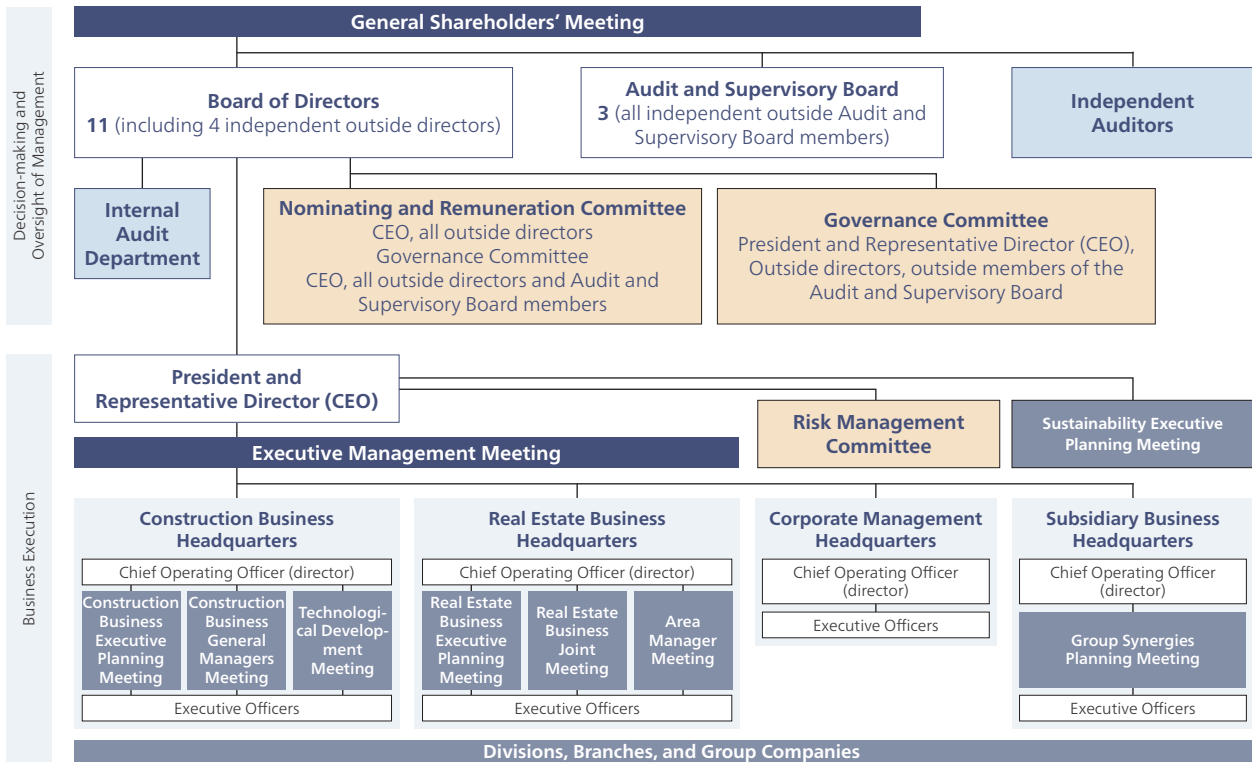 General Shareholders’ Meeting
Decision-making and
Oversight of Management
Board of Directors
11 (including 4 independent outside directors)
Audit and Supervisory Board
3 (all independent outside Audit and
Supervisory Board members)
Independent
Auditors
Internal
Audit
Department
Nominating and Remuneration Committee
CEO, all outside directors
Governance Committee
CEO, all outside directors and Audit and
Supervisory Board members
Governance Committee
President and Representative Director (CEO),
Outside directors, outside members of the
Audit and Supervisory Board
Business Execution
President and
Representative Director (CEO)
Risk Management
Committee
Sustainability Executive
Planning Meeting
Executive Management Meeting
Construction Business
Headquarters
Chief Operating Officer (director)
Construction
Business
Executive
Planning
Meeting
Construction
Business
General
Managers
Meeting
Technologi-
cal Develop-
ment
Meeting
Executive Officers
Real Estate Business
Headquarters
Chief Operating Officer (director)
Real Estate
Business
Executive
Planning
Meeting
Real Estate
Business
Joint
Meeting
Area
Manager
Meeting
Executive Officers
Corporate Management
Headquarters
Chief Operating Officer
(director)
Executive Officers
Subsidiary Business
Headquarters
Chief Operating Officer
(director)
Group Synergies
Planning Meeting
Executive Officers
Divisions, Branches, and Group Companies